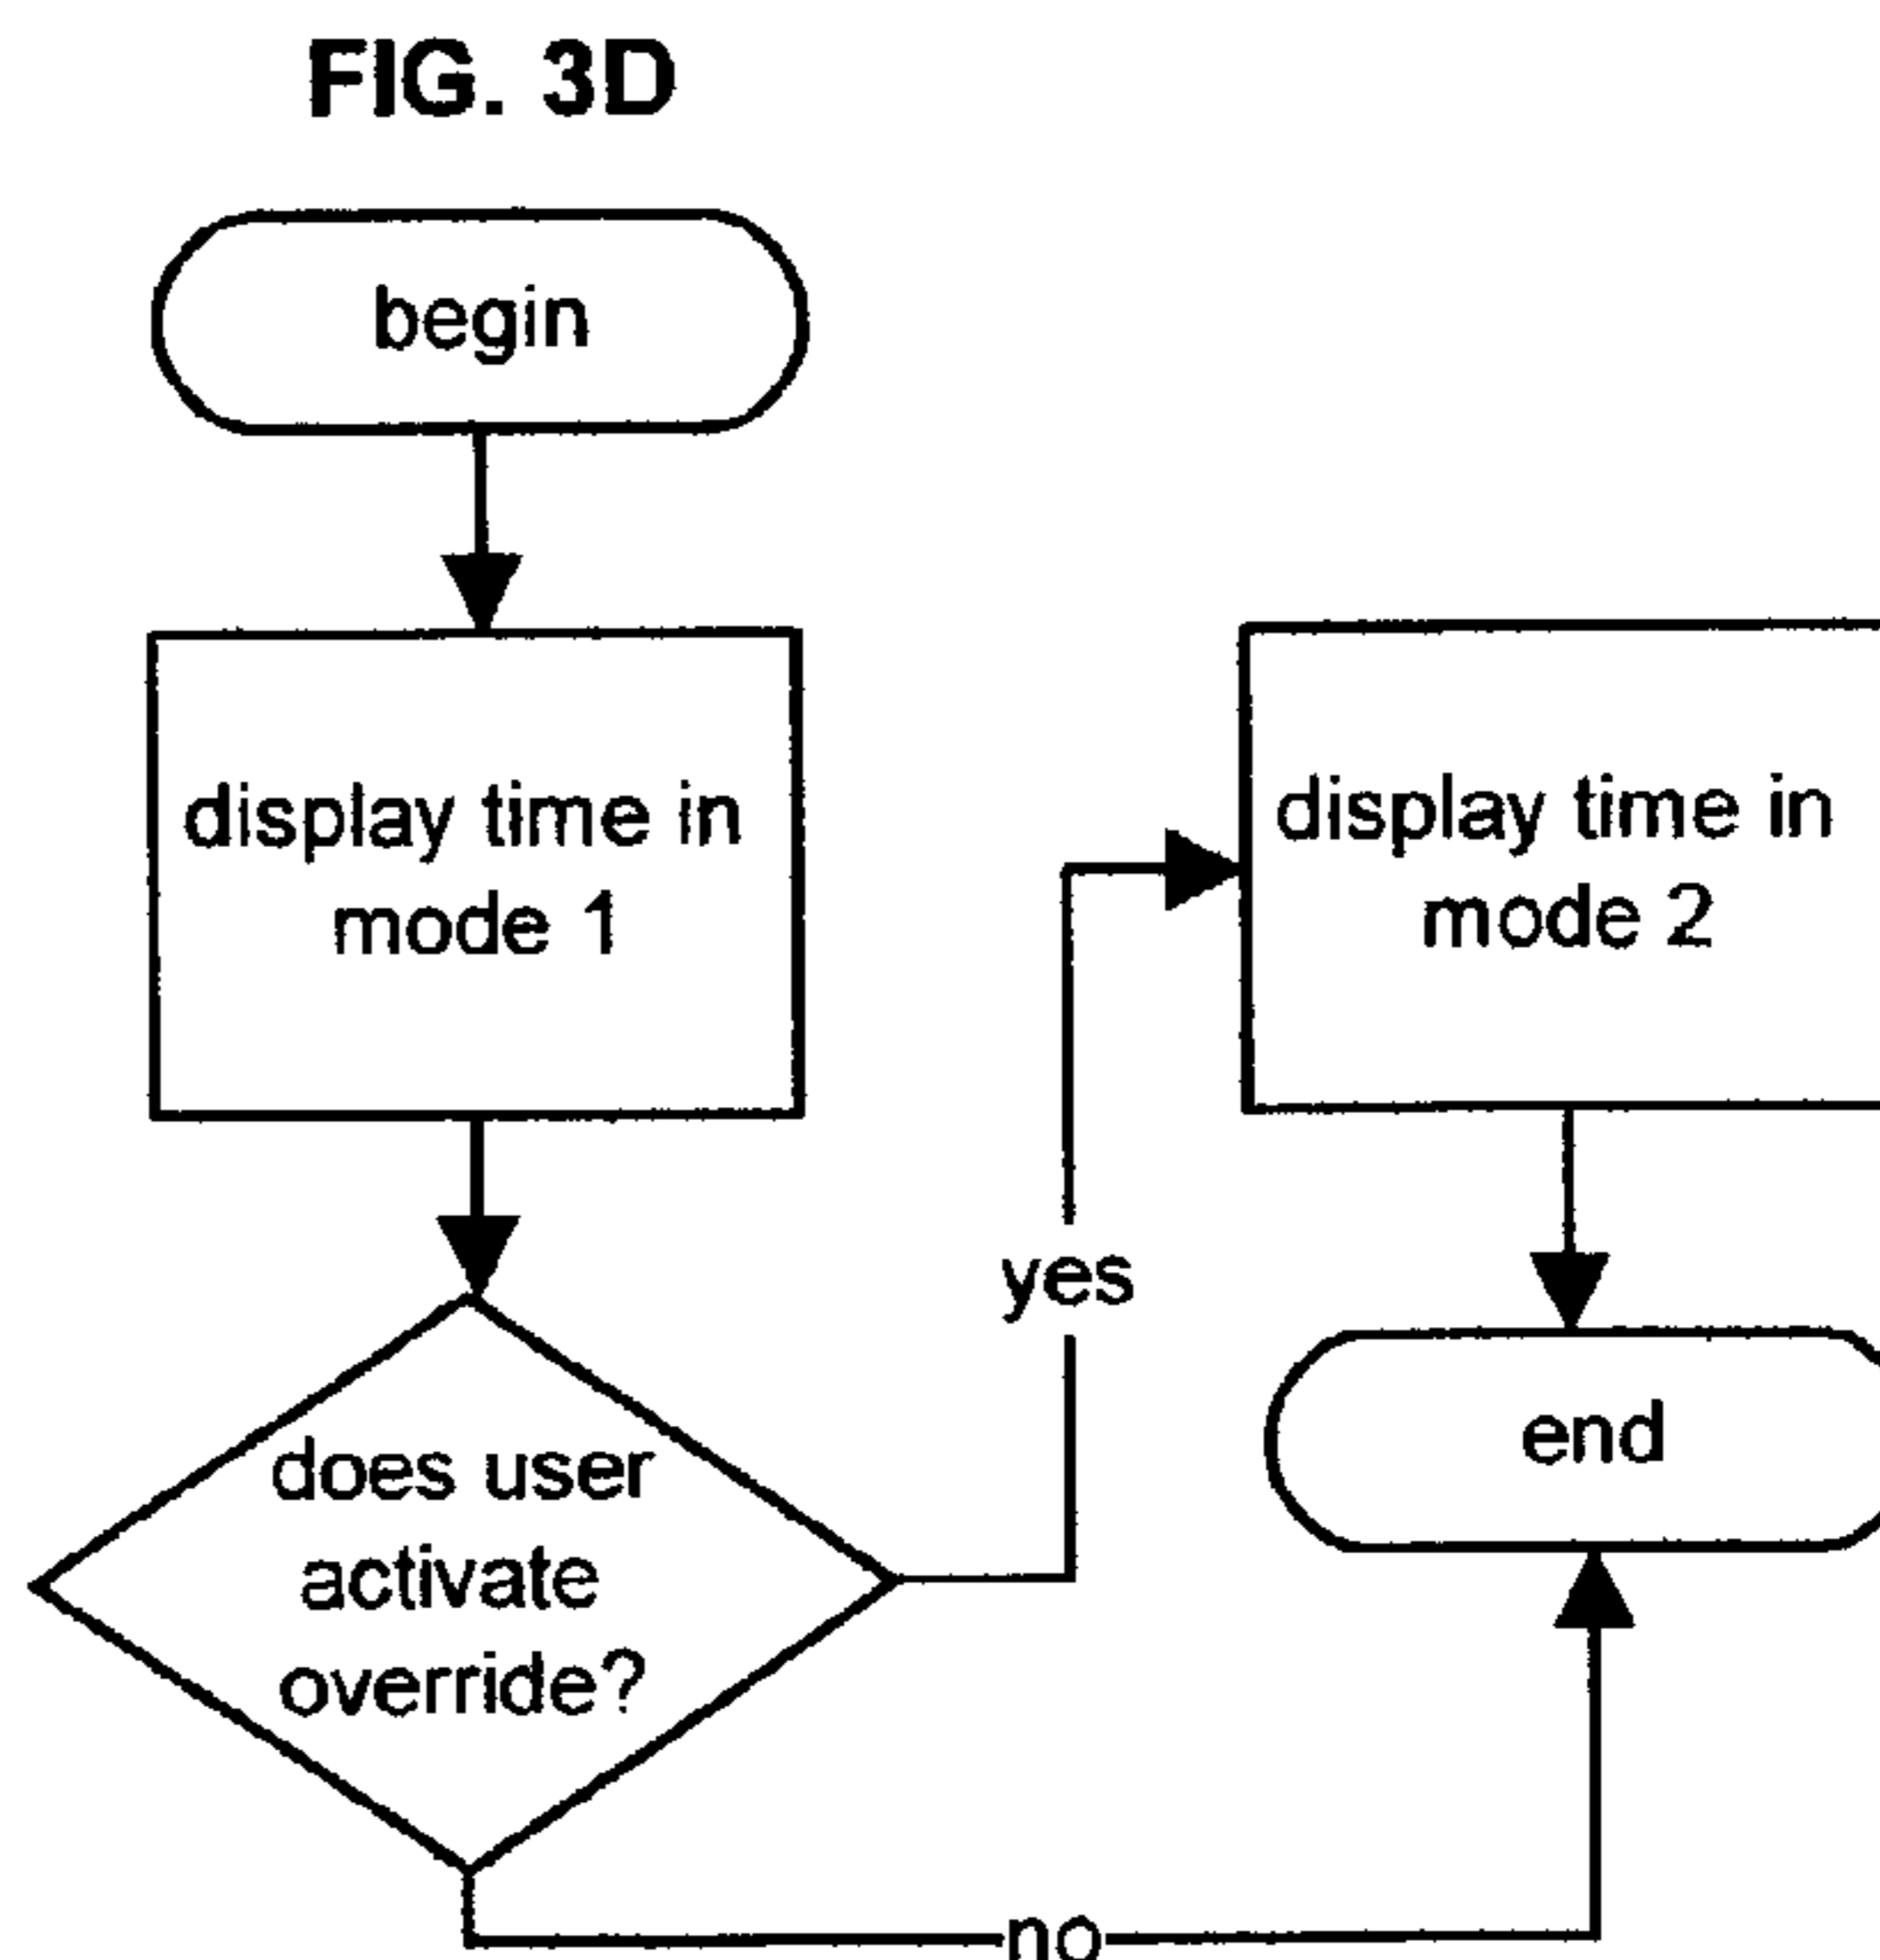 FIG. 3D
begin
display time in
mode 1
does user
activate
override?
yes
display time in
mode 2
end
no